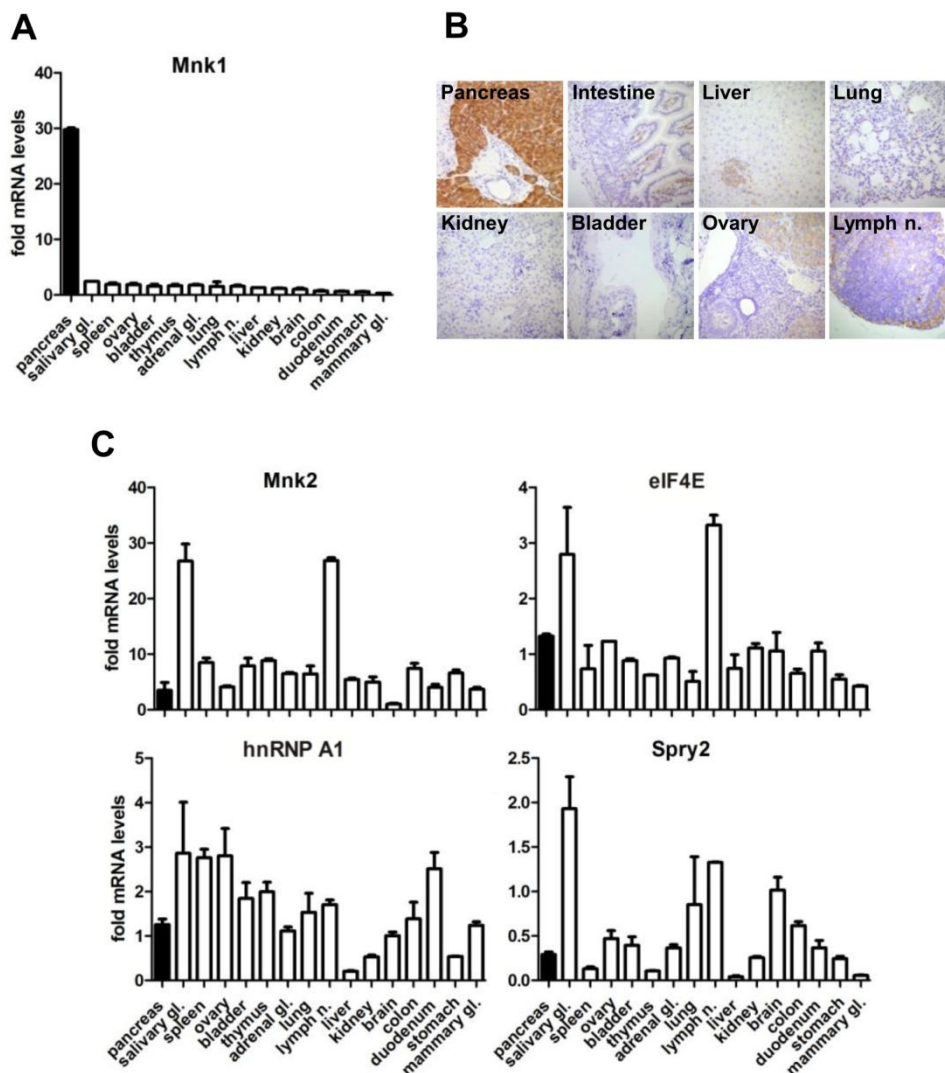 A
Mnk1
fold mRNA levels
40
30
20
10
0
pancreas
salivary gl.
spleen
ovary
bladder
thymus
adrenal gl.
lung
lymph n.
liver
kidney
brain
colon
duodenum
stomach
mammary gl.
B
Pancreas
Intestine
Liver
Lung
Kidney
Bladder
Ovary
Lymph n.
C
Mnk2
fold mRNA levels
40
30
20
10
0
eIF4E
4
3
2
1
0
hnRNP A1
fold mRNA levels
5
4
3
2
1
0
pancreas
salivary gl.
spleen
ovary
bladder
thymus
adrenal gl.
lung
lymph n.
liver
kidney
brain
colon
duodenum
stomach
mammary gl.
Spry2
2.5
2.0
1.5
1.0
0.5
0.0
pancreas
salivary gl.
spleen
ovary
bladder
thymus
adrenal gl.
lung
lymph n.
liver
kidney
brain
colon
duodenum
stomach
mammary gl.